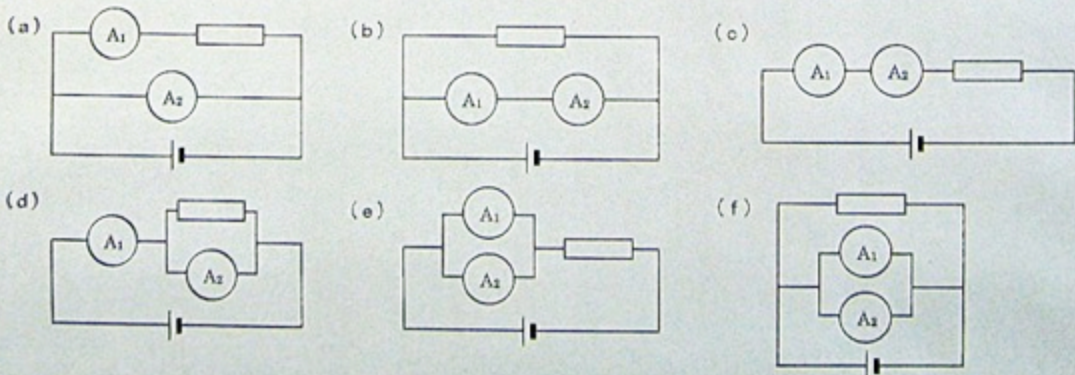 (a) A₁ A₂
(b) A₁ A₂
(c) A₁ A₂
(d) A₁ A₂
(e) A₁ A₂
(f) A₁ A₂